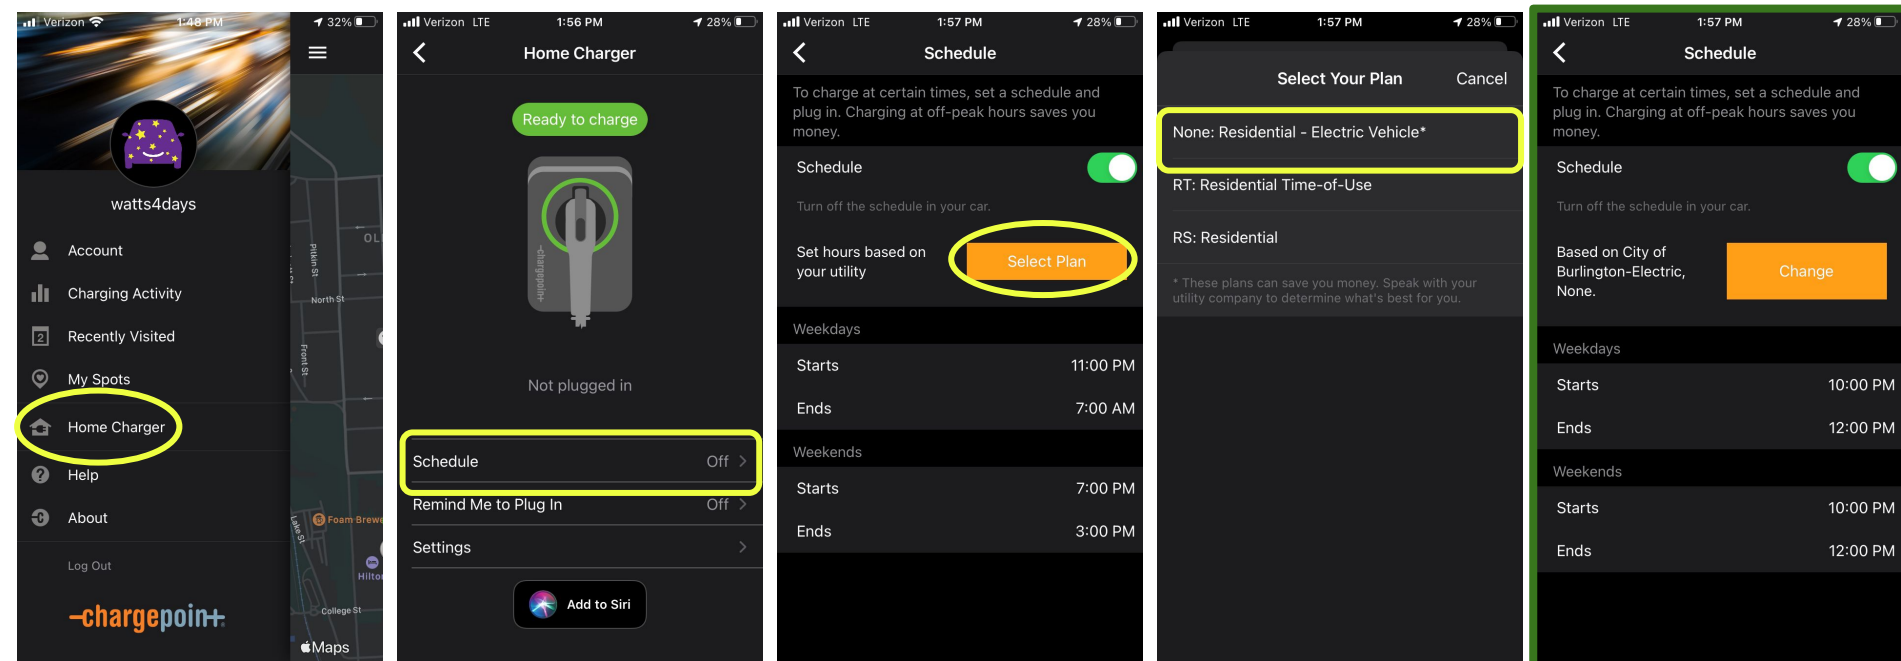 Verizon
1:48 PM
32%
watts4days
Account
Charging Activity
2
Recently Visited
My Spots
Home Charger
?
Help
About
Log Out
-chargepoin+.
OL
Pitkin St
North St
Front St
Lake St
Foam Brewe
Hilto
College St
Maps
Verizon LTE
1:56 PM
28%
Home Charger
Ready to charge
-chargepoin+
Not plugged in
Schedule
Off
Remind Me to Plug In
Off
Settings
Add to Siri
Verizon LTE
1:57 PM
28%
Schedule
To charge at certain times, set a schedule and
plug in. Charging at off-peak hours saves you
money.
Schedule
Turn off the schedule in your car.
Set hours based on
your utility
Select Plan
Weekdays
Starts
11:00 PM
Ends
7:00 AM
Weekends
Starts
7:00 PM
Ends
3:00 PM
Verizon LTE
1:57 PM
28%
Select Your Plan
Cancel
None: Residential - Electric Vehicle*
RT: Residential Time-of-Use
RS: Residential
* These plans can save you money. Speak with your
utility company to determine what's best for you.
Verizon LTE
1:57 PM
28%
Schedule
To charge at certain times, set a schedule and
plug in. Charging at off-peak hours saves you
money.
Schedule
Turn off the schedule in your car.
Based on City of
Burlington-Electric,
None.
Change
Weekdays
Starts
10:00 PM
Ends
12:00 PM
Weekends
Starts
10:00 PM
Ends
12:00 PM